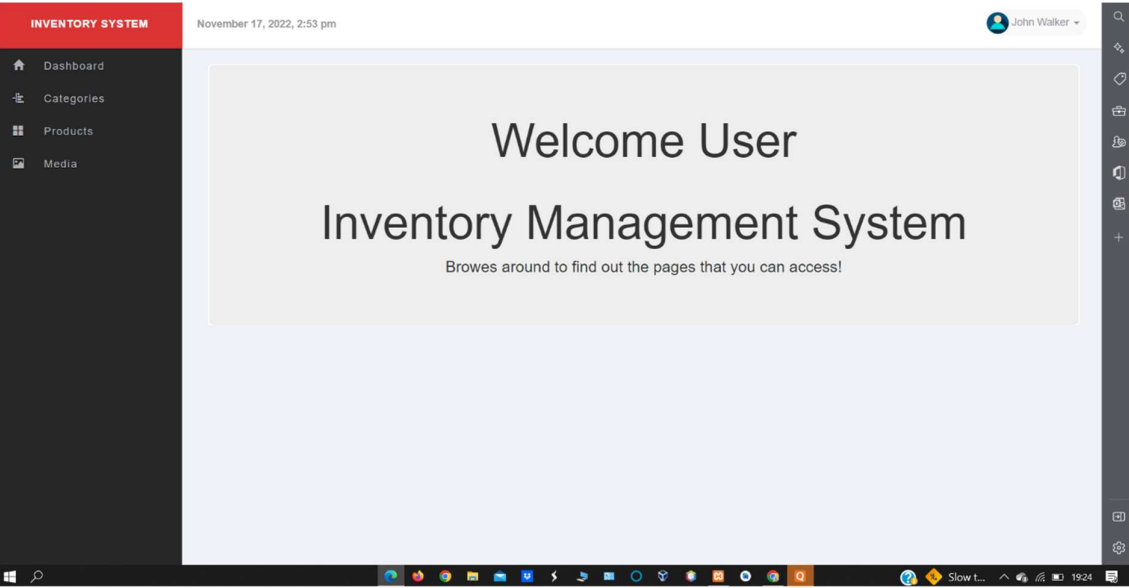 INVENTORY SYSTEM
November 17, 2022, 2:53 pm
John Walker
Dashboard
Categories
Products
Media
Welcome User
Inventory Management System
Browes around to find out the pages that you can access!
Slow t...
19:24